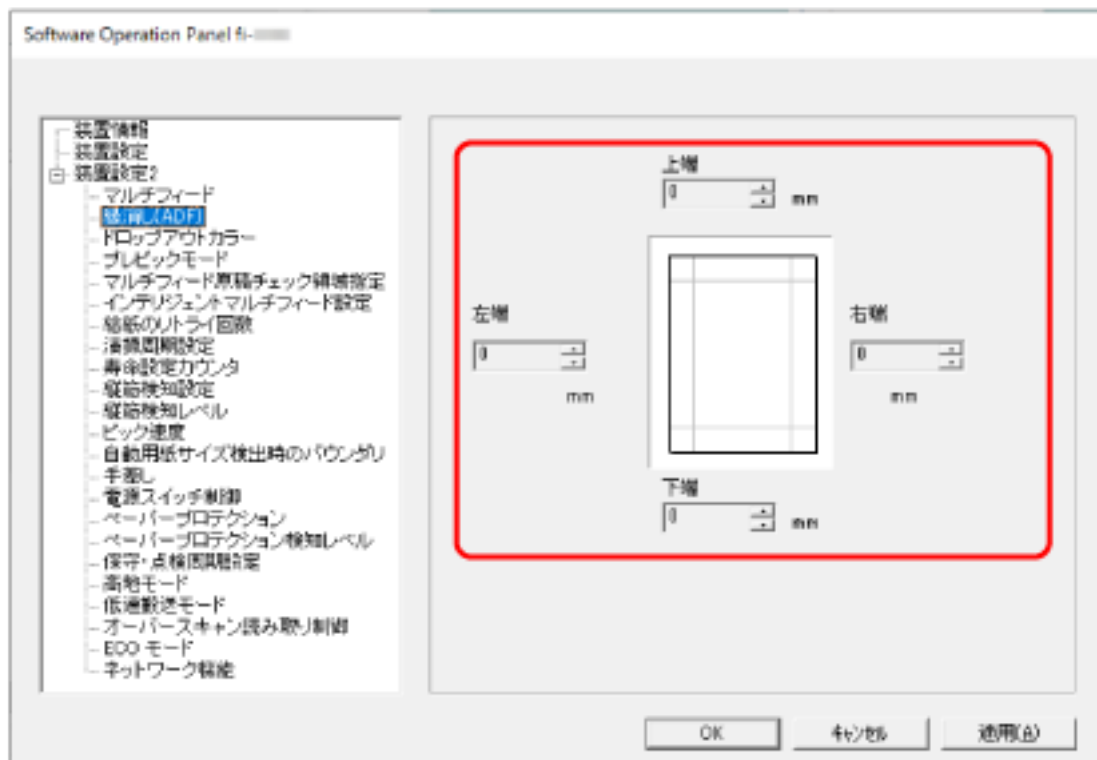 Software Operation Panel fi-
装置情報
装置設定
装置設定2
マルチフィード
縁消し(ADF)
ドロップアウトカラー
プレピックモード
マルチフィード原稿チェック領域指定
インテリジェントマルチフィード設定
給紙のリトライ回数
清掃周期設定
寿命設定カウンタ
縦筋検知設定
縦筋検知レベル
ピック速度
自動用紙サイズ検出時のバウンダリ
手差し
電源スイッチ制御
ペーパープロテクション
ペーパープロテクション検知レベル
保守・点検周期設定
高地モード
低速搬送モード
オーバースキャン読み取り制御
ECO モード
ネットワーク機能
上端
0 mm
左端
0
mm
右端
0
mm
下端
0 mm
OK
キャンセル
適用(A)